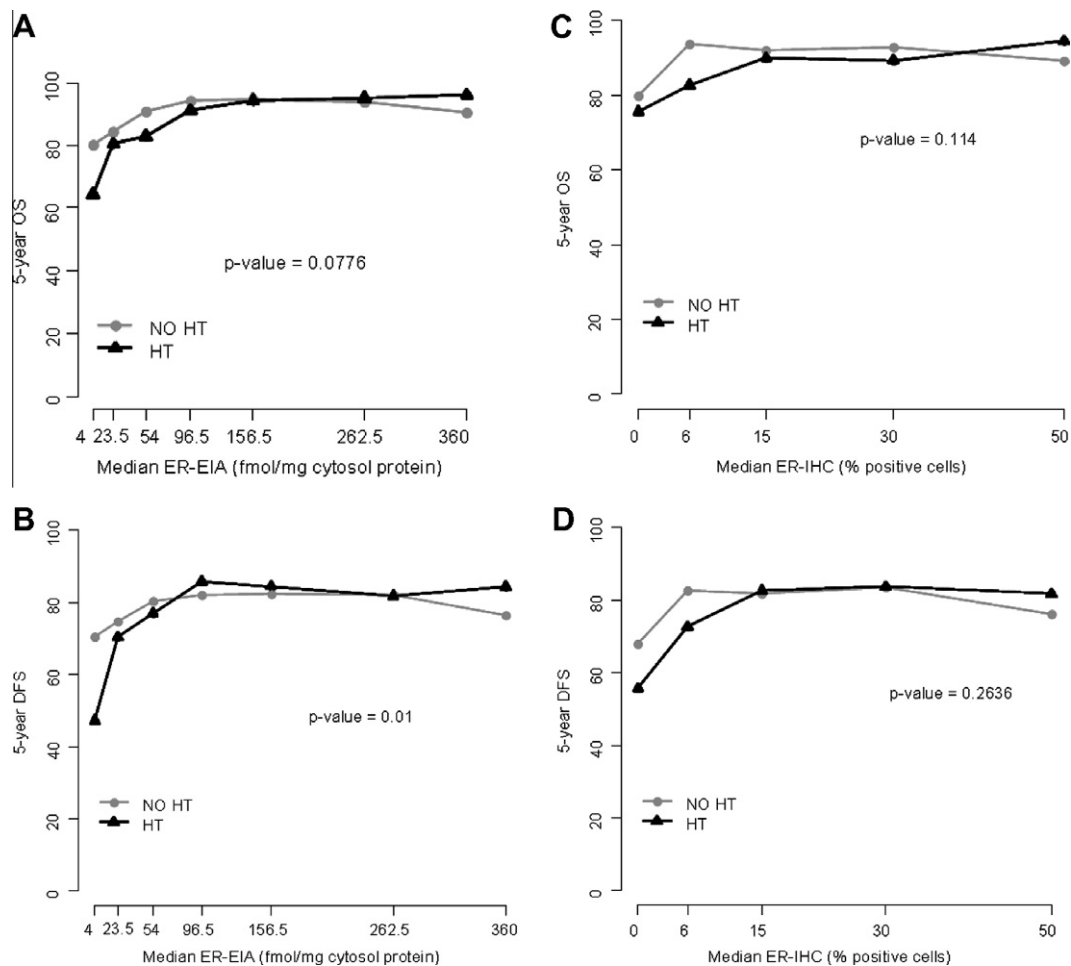 A
100
80
60
40
20
0
5-year OS
p-value = 0.0776
NO HT
HT
4 23.5 54 96.5 156.5 262.5 360
Median ER-EIA (fmol/mg cytosol protein)
C
100
80
60
40
20
0
5-year OS
p-value = 0.114
NO HT
HT
0 6 15 30 50
Median ER-IHC (% positive cells)
B
100
80
60
40
20
0
5-year DFS
p-value = 0.01
NO HT
HT
4 23.5 54 96.5 156.5 262.5 360
Median ER-EIA (fmol/mg cytosol protein)
D
100
80
60
40
20
0
5-year DFS
p-value = 0.2636
NO HT
HT
0 6 15 30 50
Median ER-IHC (% positive cells)